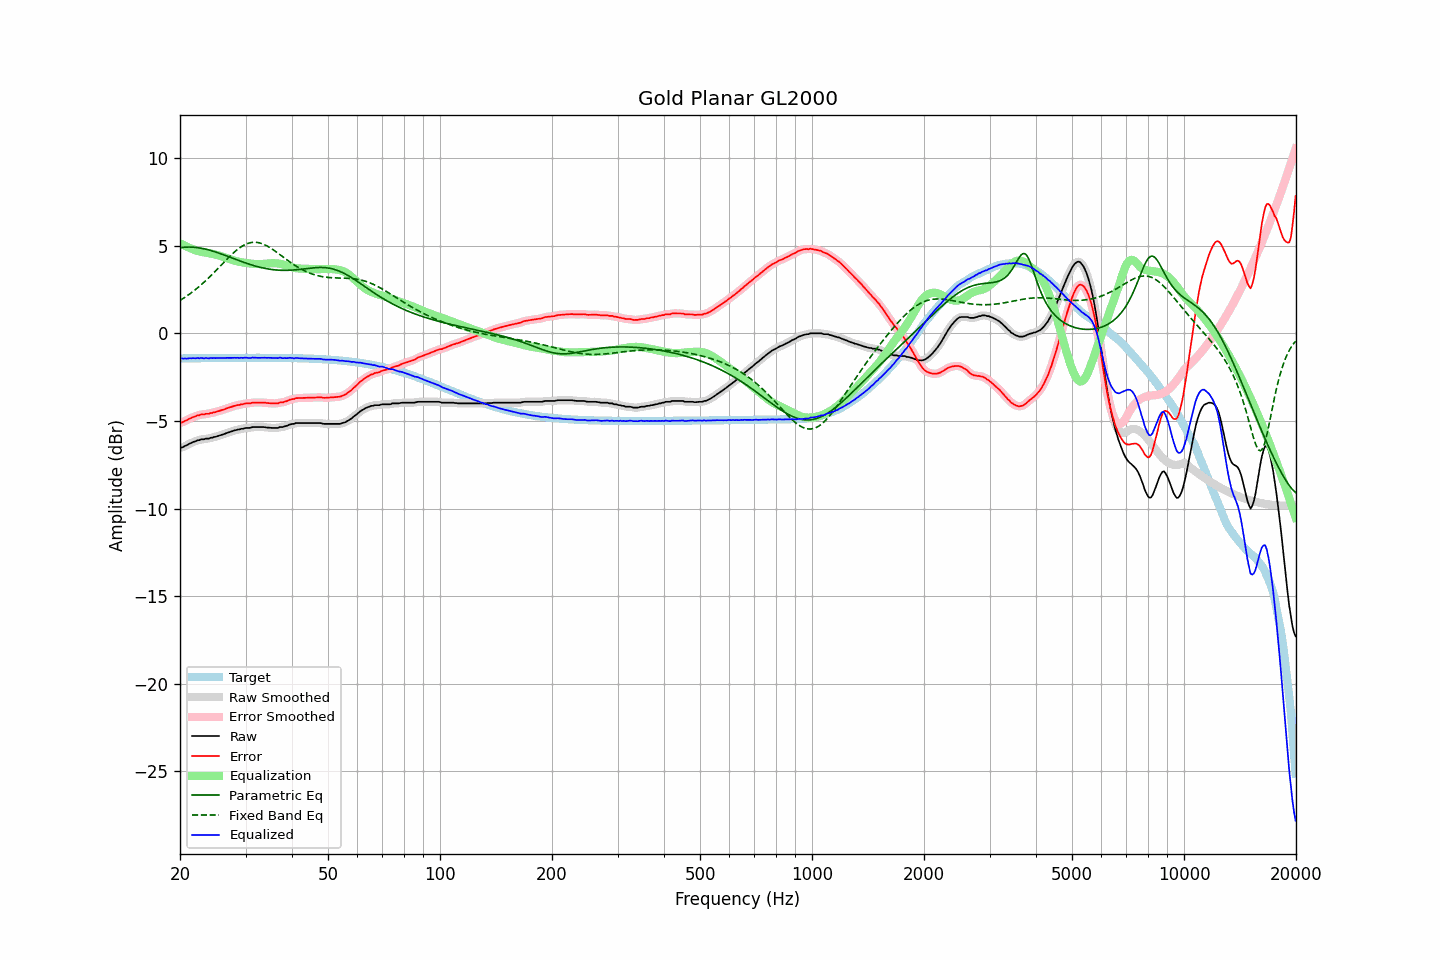 Gold Planar GL2000
Amplitude (dBr)
10
5
0
−5
−10
−15
−20
−25
Target
Raw Smoothed
Error Smoothed
Raw
Error
Equalization
Parametric Eq
Fixed Band Eq
Equalized
20 50 100 200 500 1000 2000 5000 10000 20000
Frequency (Hz)